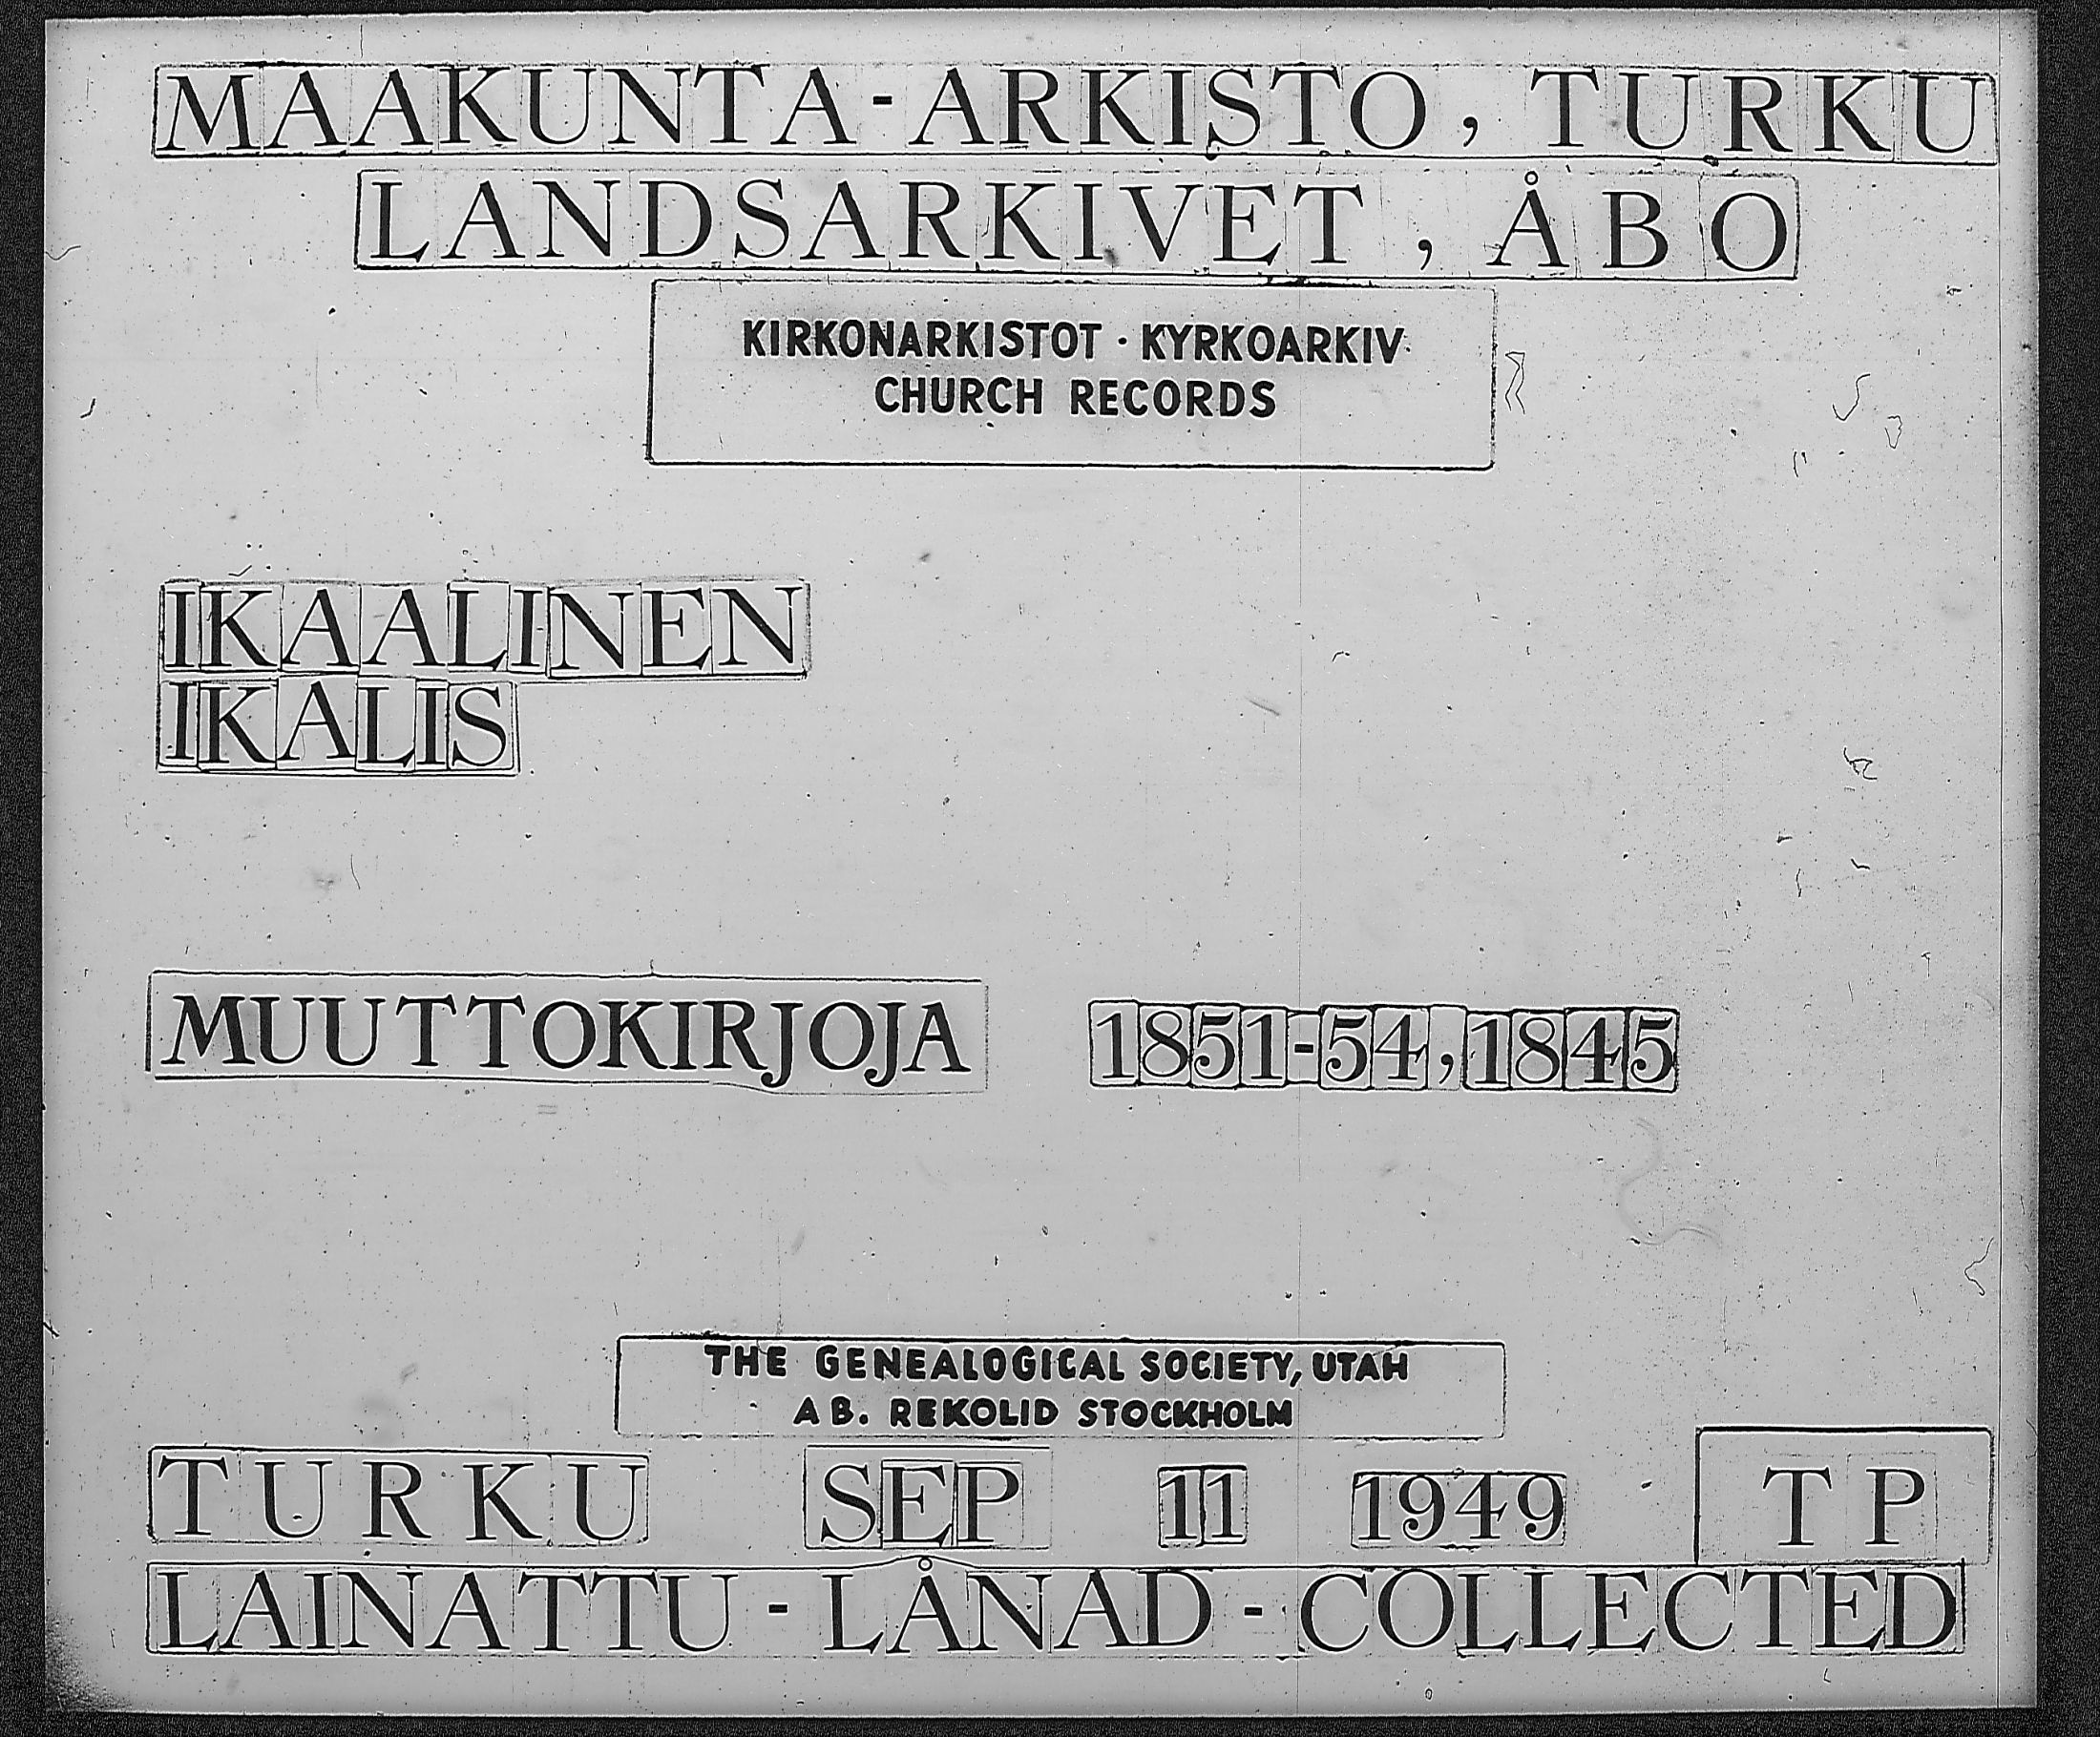 MAAKUNTA-ARKISTO, TURKU
LANDSARKIVET, ÅBO
KIRKONARKISTOT · KYRKOARKIV
CHURCH RECORDS
IKAALINEN
IKALIS
MUUTTOKIRJOJA 1851-54, 1845
THE GENEALOGICAL SOCIETY, UTAH
AB. REKOLID STOCKHOLM
TURKU SEP 11 1949 TP
LAINATTU - LÅNAD - COLLECTED